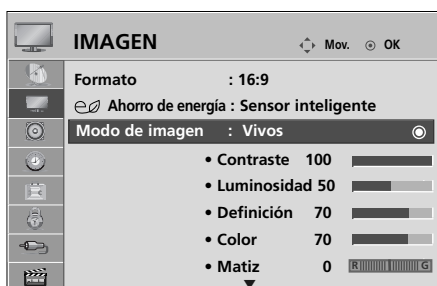 IMAGEN Mov. OK
Formato : 16:9
Ahorro de energía : Sensor inteligente
Modo de imagen : Vivos
• Contraste 100
• Luminosidad 50
• Definición 70
• Color 70
• Matiz 0 R G